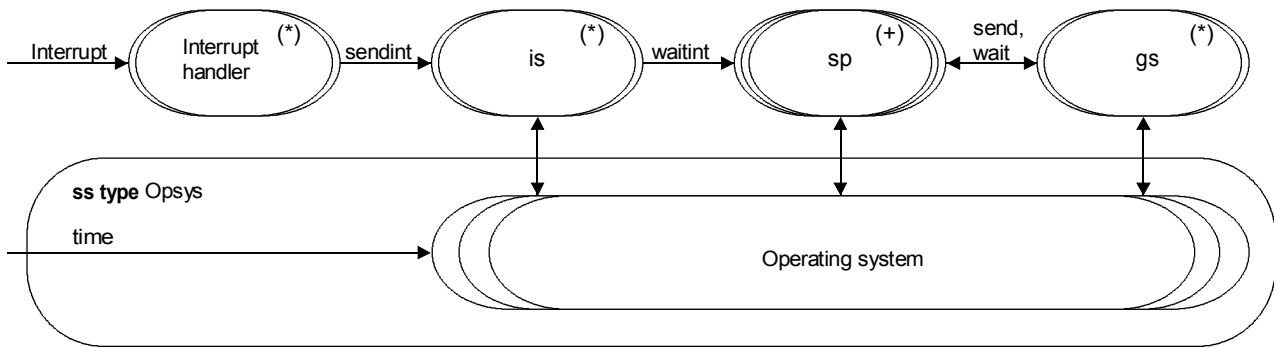 Interrupt
Interrupt
handler
(*)
sendint
is
(*)
waitint
sp
(+)
send,
wait
gs
(*)
ss type Opsys
time
Operating system